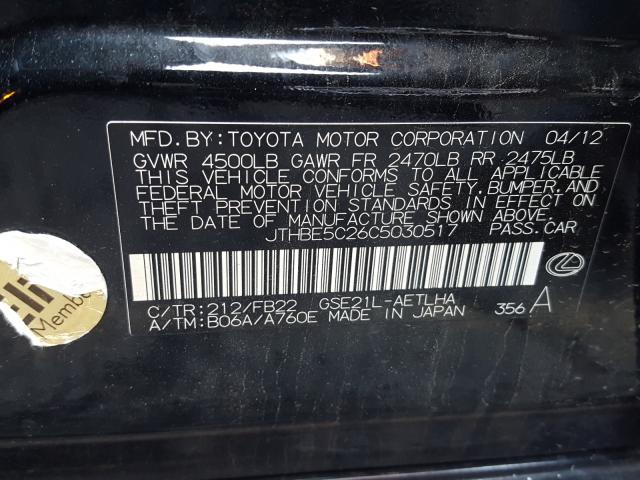 MFD. BY: TOYOTA MOTOR CORPORATION 04/12
GVWR 4500LB GAWR FR 2470LB RR 2475LB
THIS VEHICLE CONFORMS TO ALL APPLICABLE
FEDERAL MOTOR VEHICLE SAFETY, BUMPER, AND
THEFT PREVENTION STANDARDS IN EFFECT ON
THE DATE OF MANUFACTURE SHOWN ABOVE.
JTHBE5C26C5030517 PASS. CAR
C/TR: 212/FB22 GSE21L-AETLHA
A/TM: B06A/A760E MADE IN JAPAN 356 A
Member